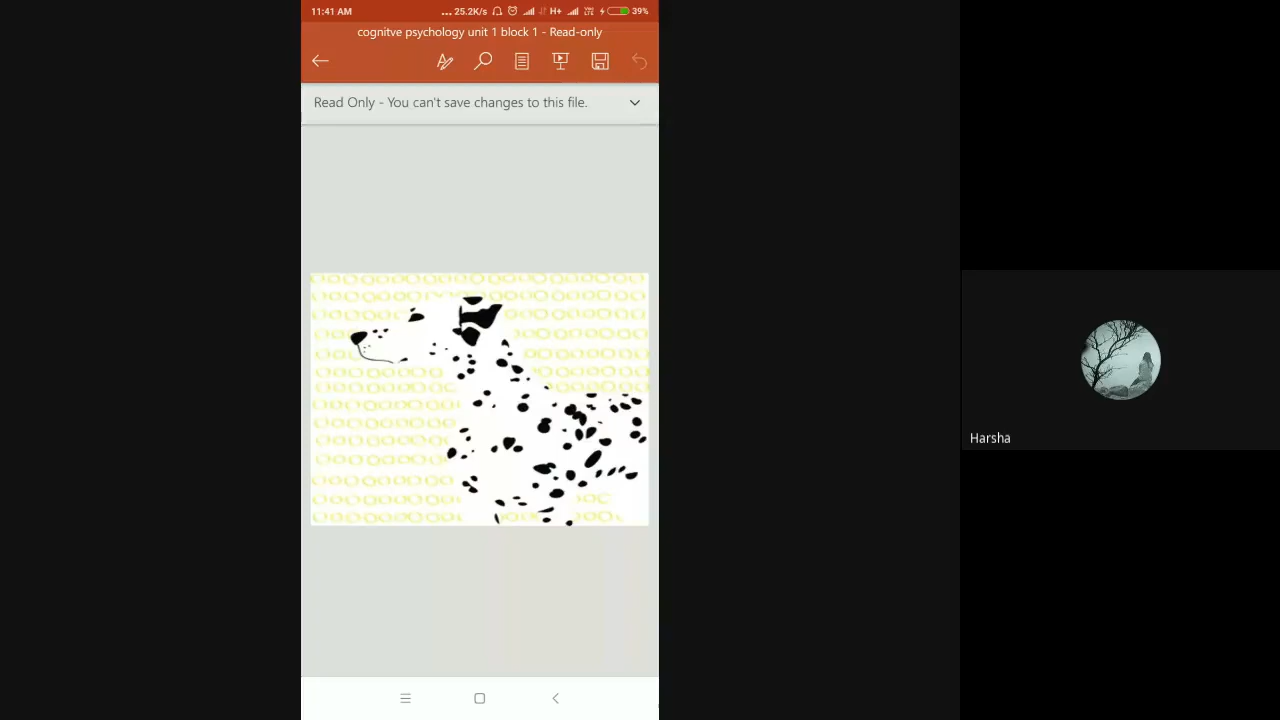 11:41 AM
... 25.2K/s H+ 39%
cognitve psychology unit 1 block 1 - Read-only
Read Only - You can't save changes to this file.
Harsha